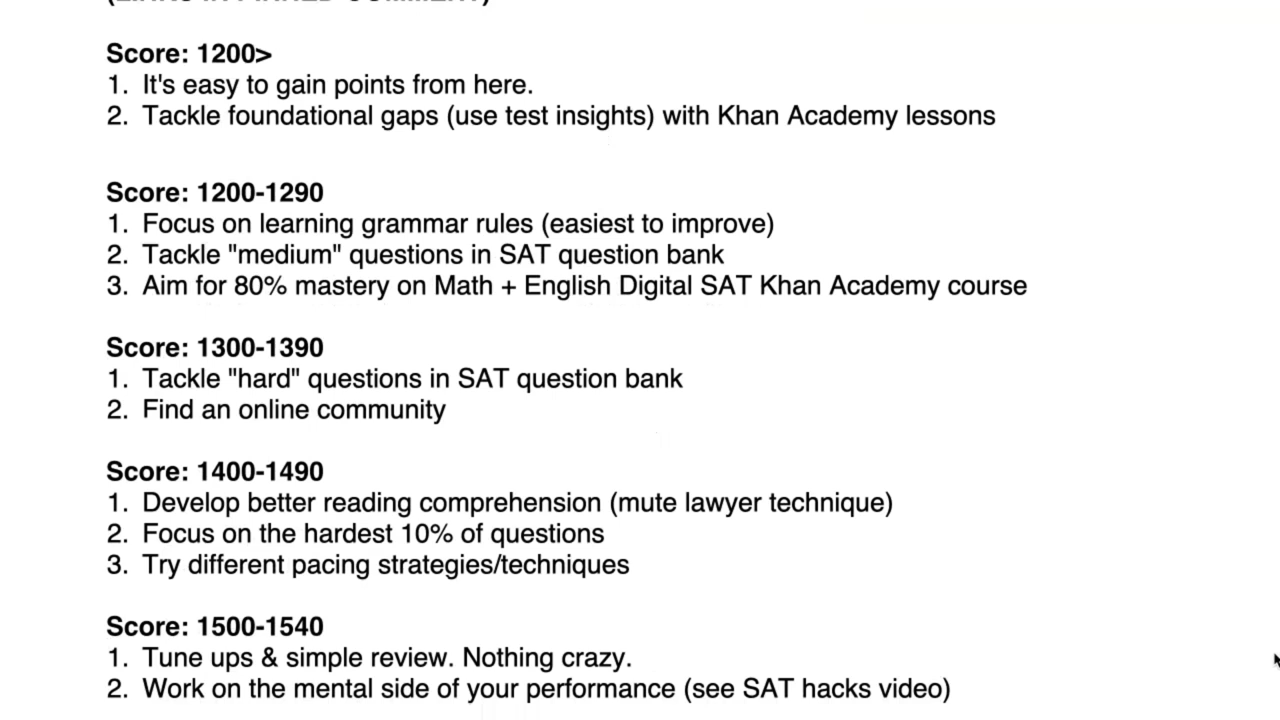 Score: 1200>
1. It's easy to gain points from here.
2. Tackle foundational gaps (use test insights) with Khan Academy lessons
Score: 1200-1290
1. Focus on learning grammar rules (easiest to improve)
2. Tackle "medium" questions in SAT question bank
3. Aim for 80% mastery on Math + English Digital SAT Khan Academy course
Score: 1300-1390
1. Tackle "hard" questions in SAT question bank
2. Find an online community
Score: 1400-1490
1. Develop better reading comprehension (mute lawyer technique)
2. Focus on the hardest 10% of questions
3. Try different pacing strategies/techniques
Score: 1500-1540
1. Tune ups & simple review. Nothing crazy.
2. Work on the mental side of your performance (see SAT hacks video)